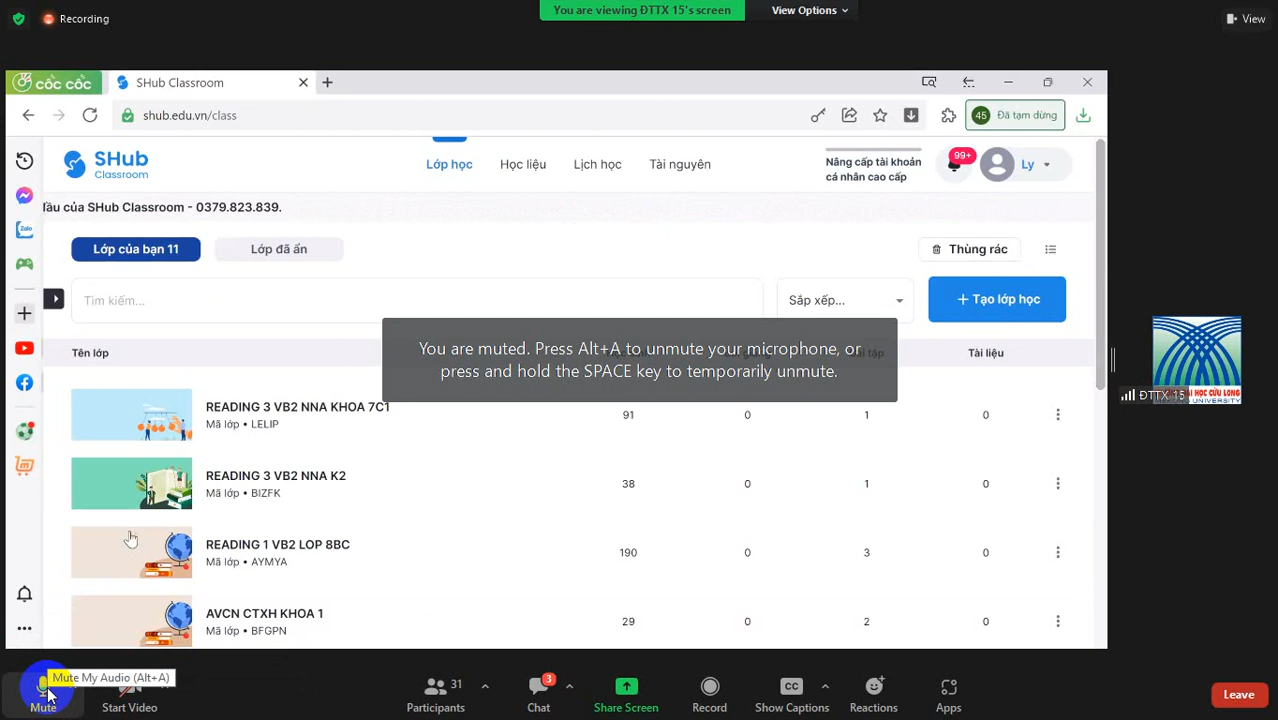 Recording
You are viewing ĐTTX 15's screen
View Options
View
cốc cốc
SHub Classroom
shub.edu.vn/class
45
Đã tạm dừng
SHub
Classroom
Lớp học
Học liệu
Lịch học
Tài nguyên
Nâng cấp tài khoản
cá nhân cao cấp
99+
Ly
ầu của SHub Classroom - 0379.823.839.
Lớp của bạn 11
Lớp đã ẩn
Thùng rác
Zalo
Tìm kiếm...
Sắp xếp...
+ Tạo lớp học
Tên lớp
Tài liệu
You are muted. Press Alt+A to unmute your microphone, or
press and hold the SPACE key to temporarily unmute.
READING 3 VB2 NNA KHOA 7C1
Mã lớp • LELIP
91
0
1
0
READING 3 VB2 NNA K2
Mã lớp • BIZFK
38
0
1
0
READING 1 VB2 LOP 8BC
Mã lớp • AYMYA
190
0
3
0
AVCN CTXH KHOA 1
Mã lớp • BFGPN
29
0
2
0
ĐẠI HỌC CỬU LONG
UNIVERSITY
ĐTTX 15
Mute My Audio (Alt+A)
Mute
Start Video
31
Participants
3
Chat
Share Screen
Record
CC
Show Captions
Reactions
Apps
Leave